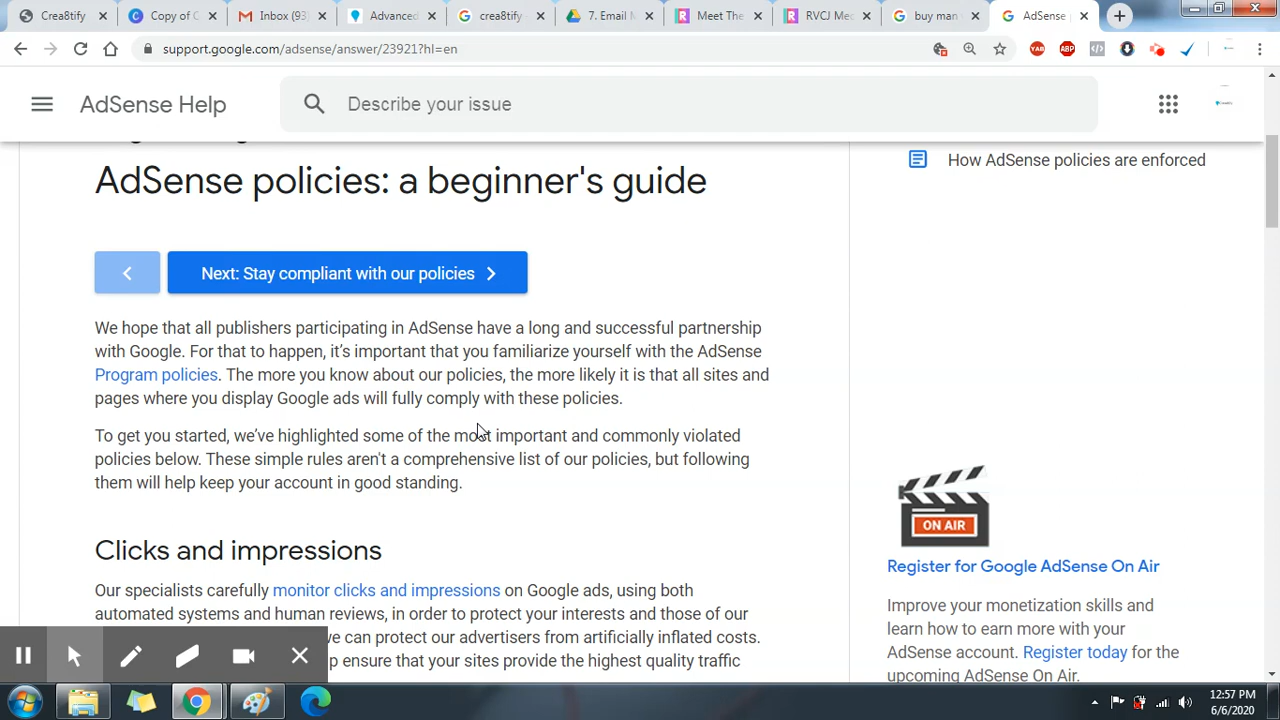 Crea8tify
Copy of C
Inbox (93
Advanced
crea8tify
7. Email M
Meet The
RVCJ Me
buy man
AdSense p
support.google.com/adsense/answer/23921?hl=en
YAB
ABP
AdSense Help
Describe your issue
How AdSense policies are enforced
AdSense policies: a beginner's guide
Next: Stay compliant with our policies
We hope that all publishers participating in AdSense have a long and successful partnership
with Google. For that to happen, it's important that you familiarize yourself with the AdSense
Program policies. The more you know about our policies, the more likely it is that all sites and
pages where you display Google ads will fully comply with these policies.
To get you started, we've highlighted some of the most important and commonly violated
policies below. These simple rules aren't a comprehensive list of our policies, but following
them will help keep your account in good standing.
ON AIR
Register for Google AdSense On Air
Improve your monetization skills and
learn how to earn more with your
AdSense account. Register today for the
upcoming AdSense On Air.
Clicks and impressions
Our specialists carefully monitor clicks and impressions on Google ads, using both
automated systems and human reviews, in order to protect your interests and those of our
we can protect our advertisers from artificially inflated costs.
p ensure that your sites provide the highest quality traffic
12:57 PM
6/6/2020